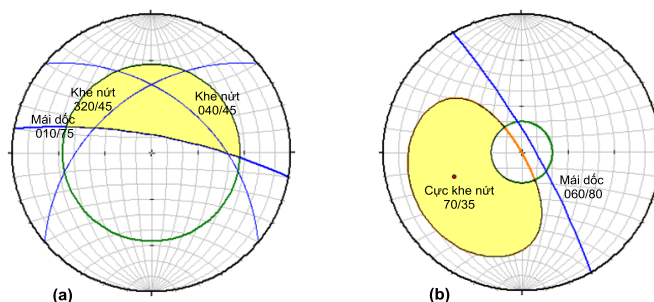 Khe nứt
320/45
Khe nứt
040/45
Mái dốc
010/75
(a)
Cực khe nứt
70/35
Mái dốc
060/80
(b)